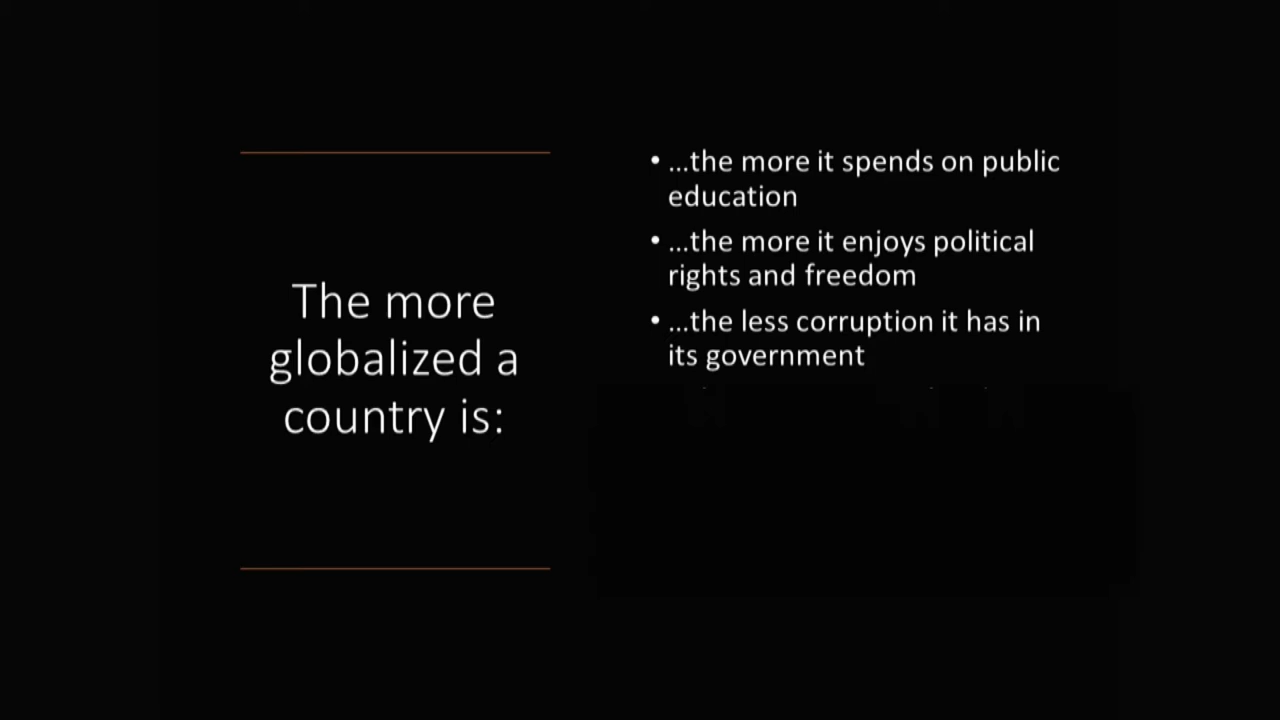 The more
globalized a
country is:
• ...the more it spends on public
education
• ...the more it enjoys political
rights and freedom
• ...the less corruption it has in
its government